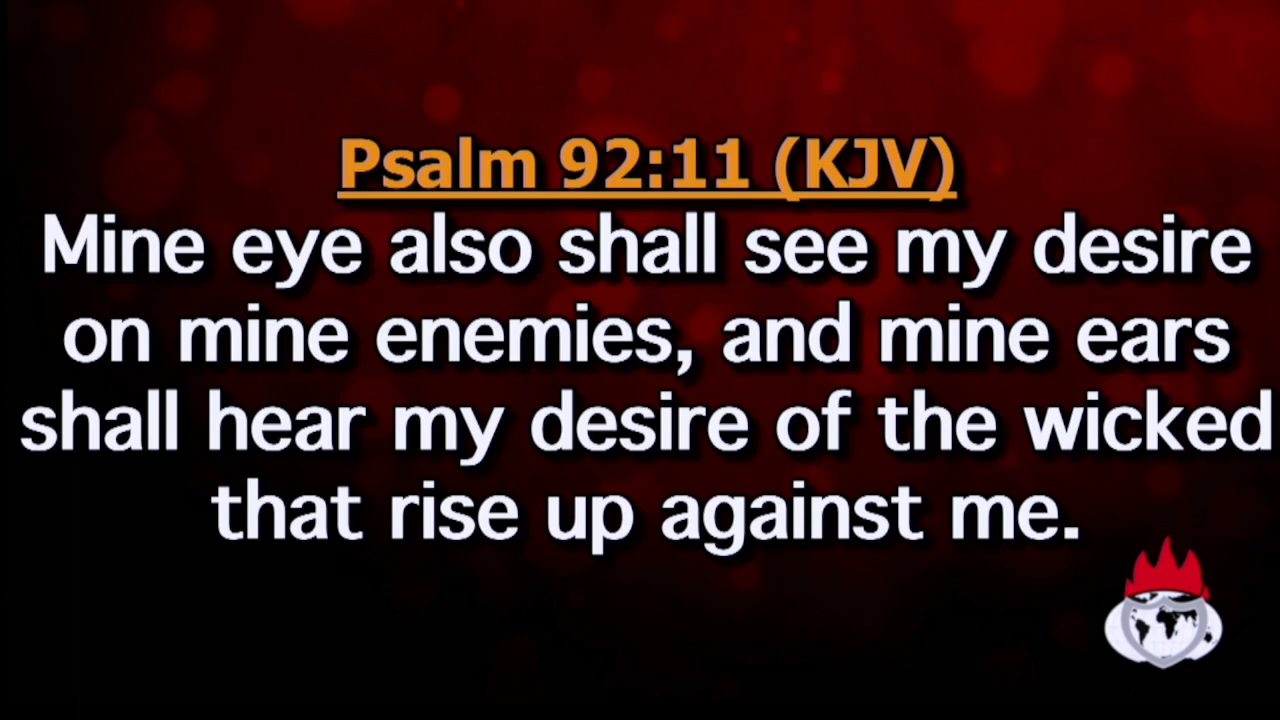 Psalm 92:11 (KJV)
Mine eye also shall see my desire
on mine enemies, and mine ears
shall hear my desire of the wicked
that rise up against me.